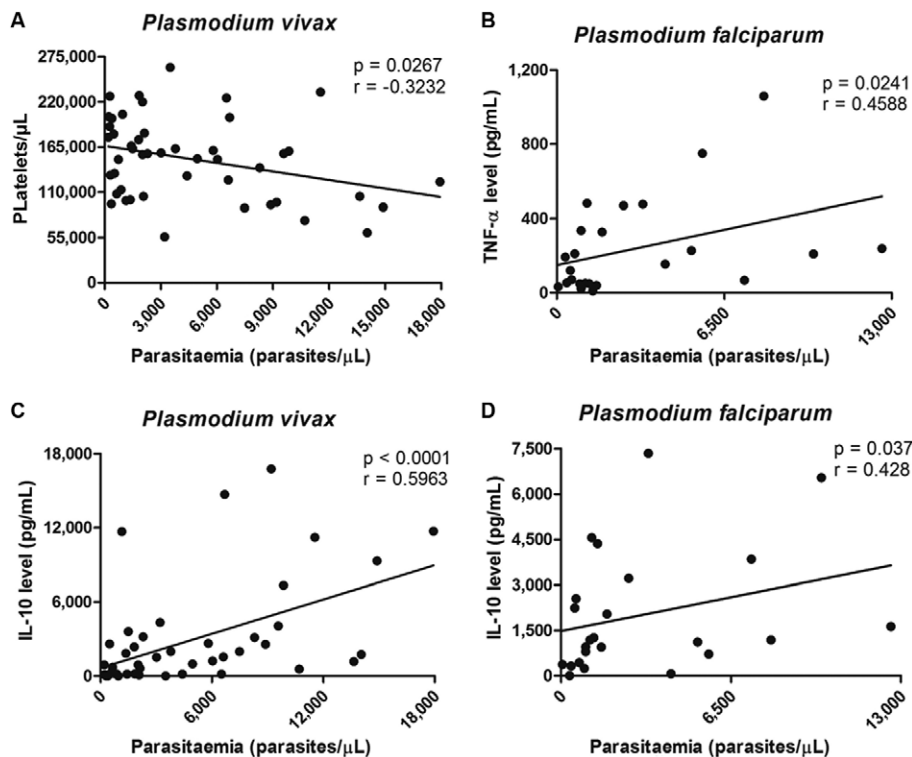 A
Plasmodium vivax
p = 0.0267
r = -0.3232
275,000
220,000
165,000
110,000
55,000
0
PLatelets/µL
0
3,000
6,000
9,000
12,000
15,000
18,000
Parasitaemia (parasites/µL)
B
Plasmodium falciparum
p = 0.0241
r = 0.4588
1,200
800
400
0
TNF-α level (pg/mL)
0
6,500
13,000
Parasitaemia (parasites/µL)
C
Plasmodium vivax
p < 0.0001
r = 0.5963
18,000
12,000
6,000
0
IL-10 level (pg/mL)
0
6,000
12,000
18,000
Parasitaemia (parasites/µL)
D
Plasmodium falciparum
p = 0.037
r = 0.428
7,500
4,500
3,000
1,500
0
IL-10 level (pg/mL)
0
6,500
13,000
Parasitaemia (parasites/µL)